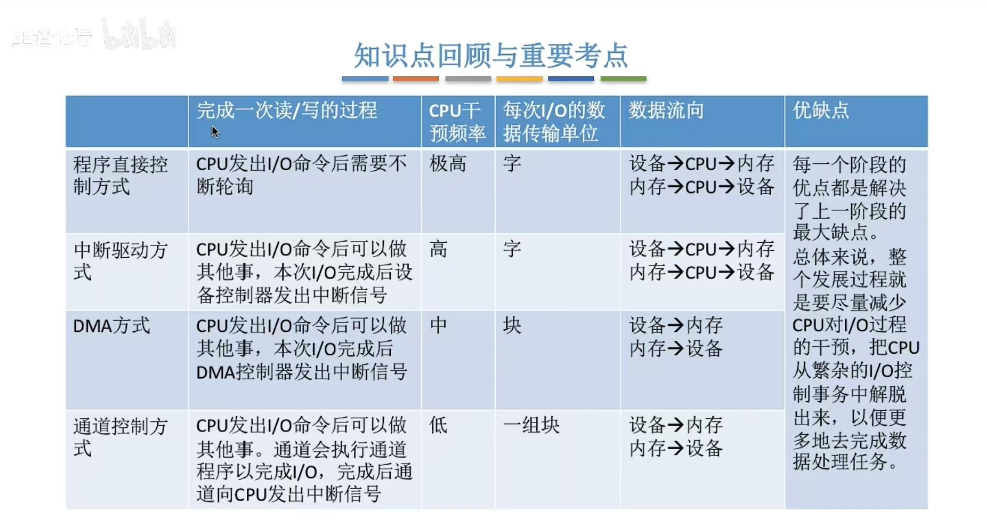 知识点回顾与重要考点
完成一次读/写的过程
CPU干
预频率
每次I/O的数
据传输单位
数据流向
优缺点
程序直接控
制方式
CPU发出I/O命令后需要不
断轮询
极高
字
设备→CPU→内存
内存→CPU→设备
中断驱动方
式
CPU发出I/O命令后可以做
其他事，本次I/O完成后设
备控制器发出中断信号
高
字
设备→CPU→内存
内存→CPU→设备
DMA方式
CPU发出I/O命令后可以做
其他事，本次I/O完成后
DMA控制器发出中断信号
中
块
设备→内存
内存→设备
通道控制方
式
CPU发出I/O命令后可以做
其他事。通道会执行通道
程序以完成I/O，完成后通
道向CPU发出中断信号
低
一组块
设备→内存
内存→设备
每一个阶段的
优点都是解决
了上一阶段的
最大缺点。
总体来说，整
个发展过程就
是要尽量减少
CPU对I/O过程
的干预，把CPU
从繁杂的I/O控
制事务中解脱
出来，以便更
多地去完成数
据处理任务。
bilibili